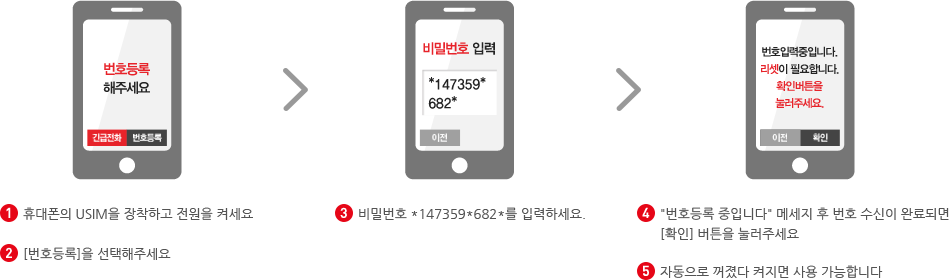 번호등록
해주세요
긴급전화 번호등록
비밀번호 입력
*147359*
682*
이전
번호입력중입니다.
리셋이 필요합니다.
확인버튼을
눌러주세요.
이전 확인
1 휴대폰의 USIM을 장착하고 전원을 켜세요
2 [번호등록]을 선택해주세요
3 비밀번호 *147359*682*를 입력하세요.
4 "번호등록 중입니다" 메세지 후 번호 수신이 완료되면
[확인] 버튼을 눌러주세요
5 자동으로 꺼졌다 켜지면 사용 가능합니다